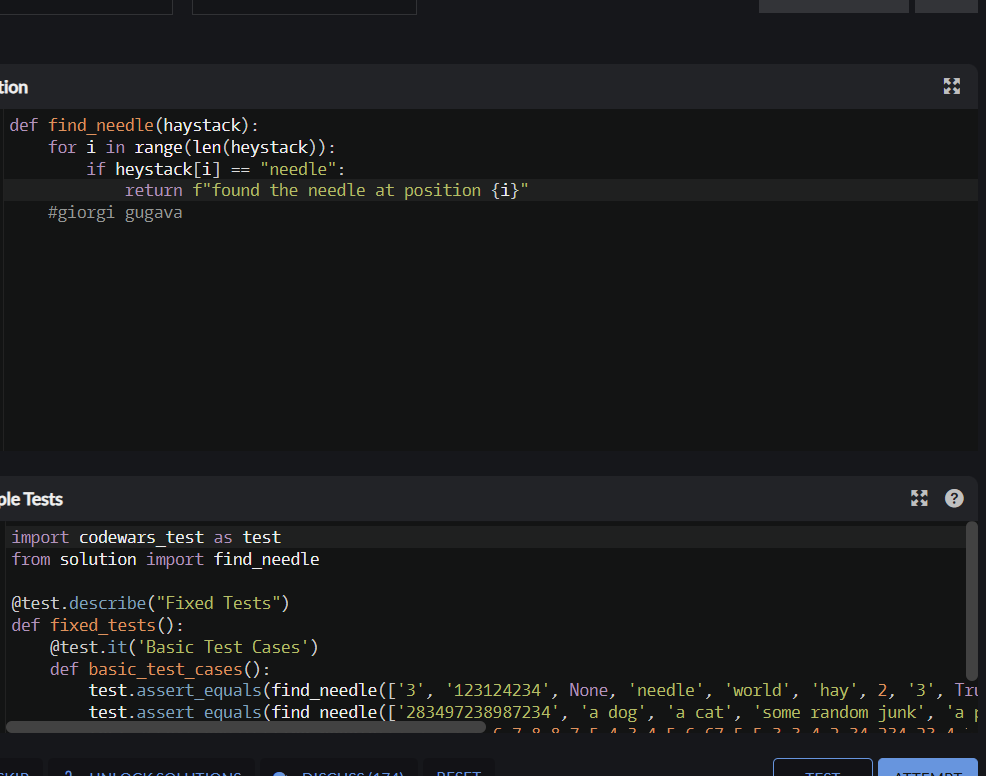 tion
def find_needle(haystack):
    for i in range(len(heystack)):
        if heystack[i] == "needle":
            return f"found the needle at position {i}"
    #giorgi gugava
ple Tests
?
import codewars_test as test
from solution import find_needle
@test.describe("Fixed Tests")
def fixed_tests():
    @test.it('Basic Test Cases')
    def basic_test_cases():
        test.assert_equals(find_needle(['3', '123124234', None, 'needle', 'world', 'hay', 2, '3', Tru
        test.assert_equals(find_needle(['283497238987234', 'a dog', 'a cat', 'some random junk', 'a p
SKIP UNLOCK SOLUTIONS DISCUSS (174) RESET TEST ATTEMPT